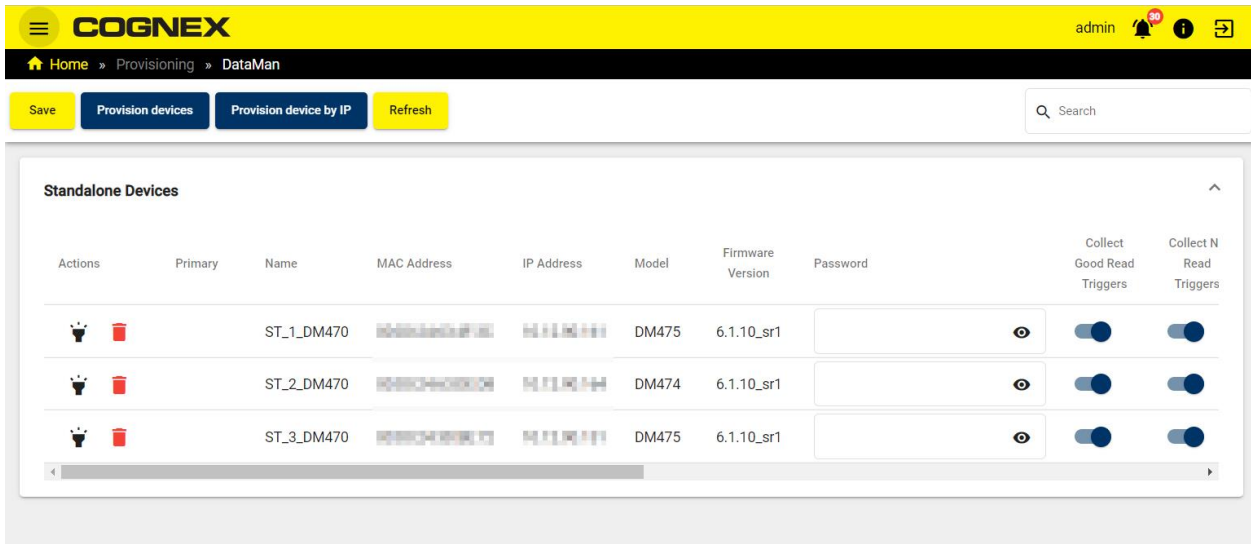 COGNEX
admin 30
Home » Provisioning » DataMan
Save Provision devices Provision device by IP Refresh Search
Standalone Devices
Actions Primary Name MAC Address IP Address Model Firmware Version Password Collect Good Read Triggers Collect N Read Triggers
ST_1_DM470 DM475 6.1.10_sr1
ST_2_DM470 DM474 6.1.10_sr1
ST_3_DM470 DM475 6.1.10_sr1